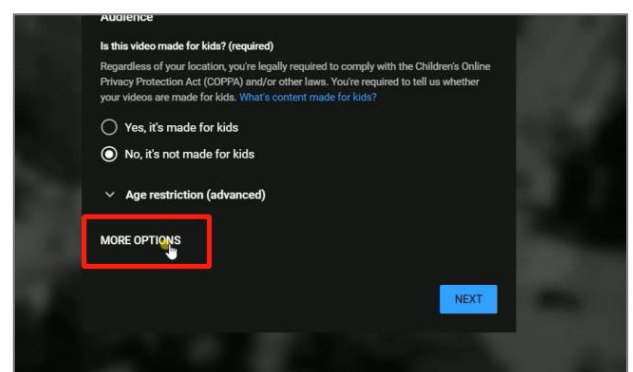 Audience
Is this video made for kids? (required)
Regardless of your location, you're legally required to comply with the Children's Online
Privacy Protection Act (COPPA) and/or other laws. You're required to tell us whether
your videos are made for kids. What's content made for kids?
Yes, it's made for kids
No, it's not made for kids
Age restriction (advanced)
MORE OPTIONS
NEXT